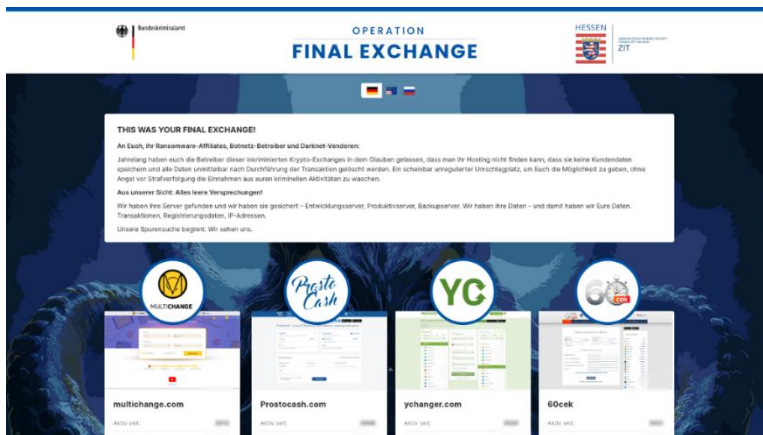 Bundeskriminalamt
OPERATION
FINAL EXCHANGE
HESSEN
ZIT
THIS WAS YOUR FINAL EXCHANGE!
An Euch, ihr Ransomware-Affiliates, Botnetz-Betreiber und Darknet-Vendoren:
Jahrelang haben euch die Betreiber dieser inkriminierten Krypto-Exchanges in dem Glauben gelassen, dass man ihr Hosting nicht finden kann, dass sie keine Kundendaten
speichern und alle Daten unmittelbar nach Durchführung der Transaktion gelöscht werden. Ein scheinbar unregulierter Umschlagplatz, um Euch die Möglichkeit zu geben, ohne
Angst vor Strafverfolgung die Einnahmen aus euren kriminellen Aktivitäten zu waschen.
Aus unserer Sicht: Alles leere Versprechungen!
Wir haben ihre Server gefunden und wir haben sie gesichert – Entwicklungsserver, Produktivserver, Backupserver. Wir haben ihre Daten – und damit haben wir Eure Daten.
Transaktionen, Registrierungsdaten, IP-Adressen.
Unsere Spurensuche beginnt. Wir sehen uns.
MULTICHANGE
Prosto
Cash
YC
60
CEK
multichange.com
Prostocash.com
ychanger.com
60cek
Aktiv seit:
Aktiv seit:
Aktiv seit:
Aktiv seit: